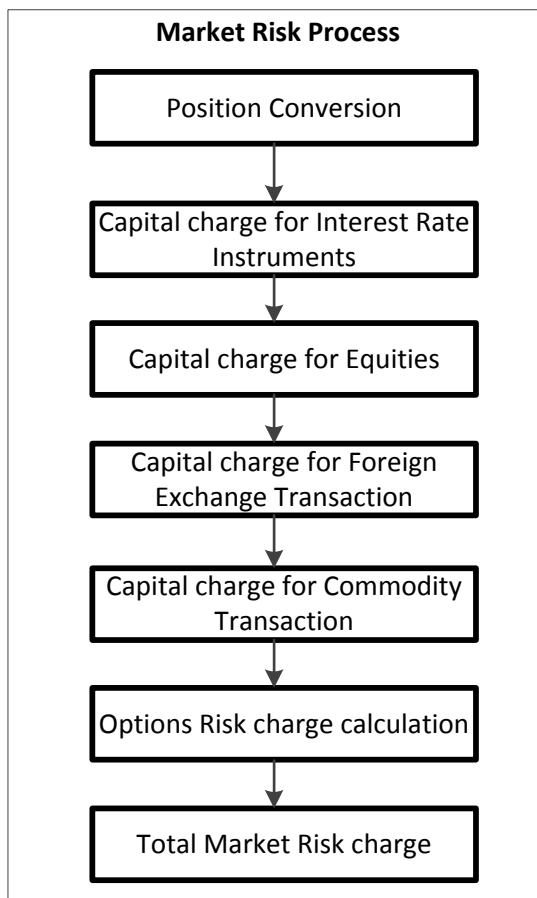 Market Risk Process
Position Conversion
Capital charge for Interest Rate
Instruments
Capital charge for Equities
Capital charge for Foreign
Exchange Transaction
Capital charge for Commodity
Transaction
Options Risk charge calculation
Total Market Risk charge